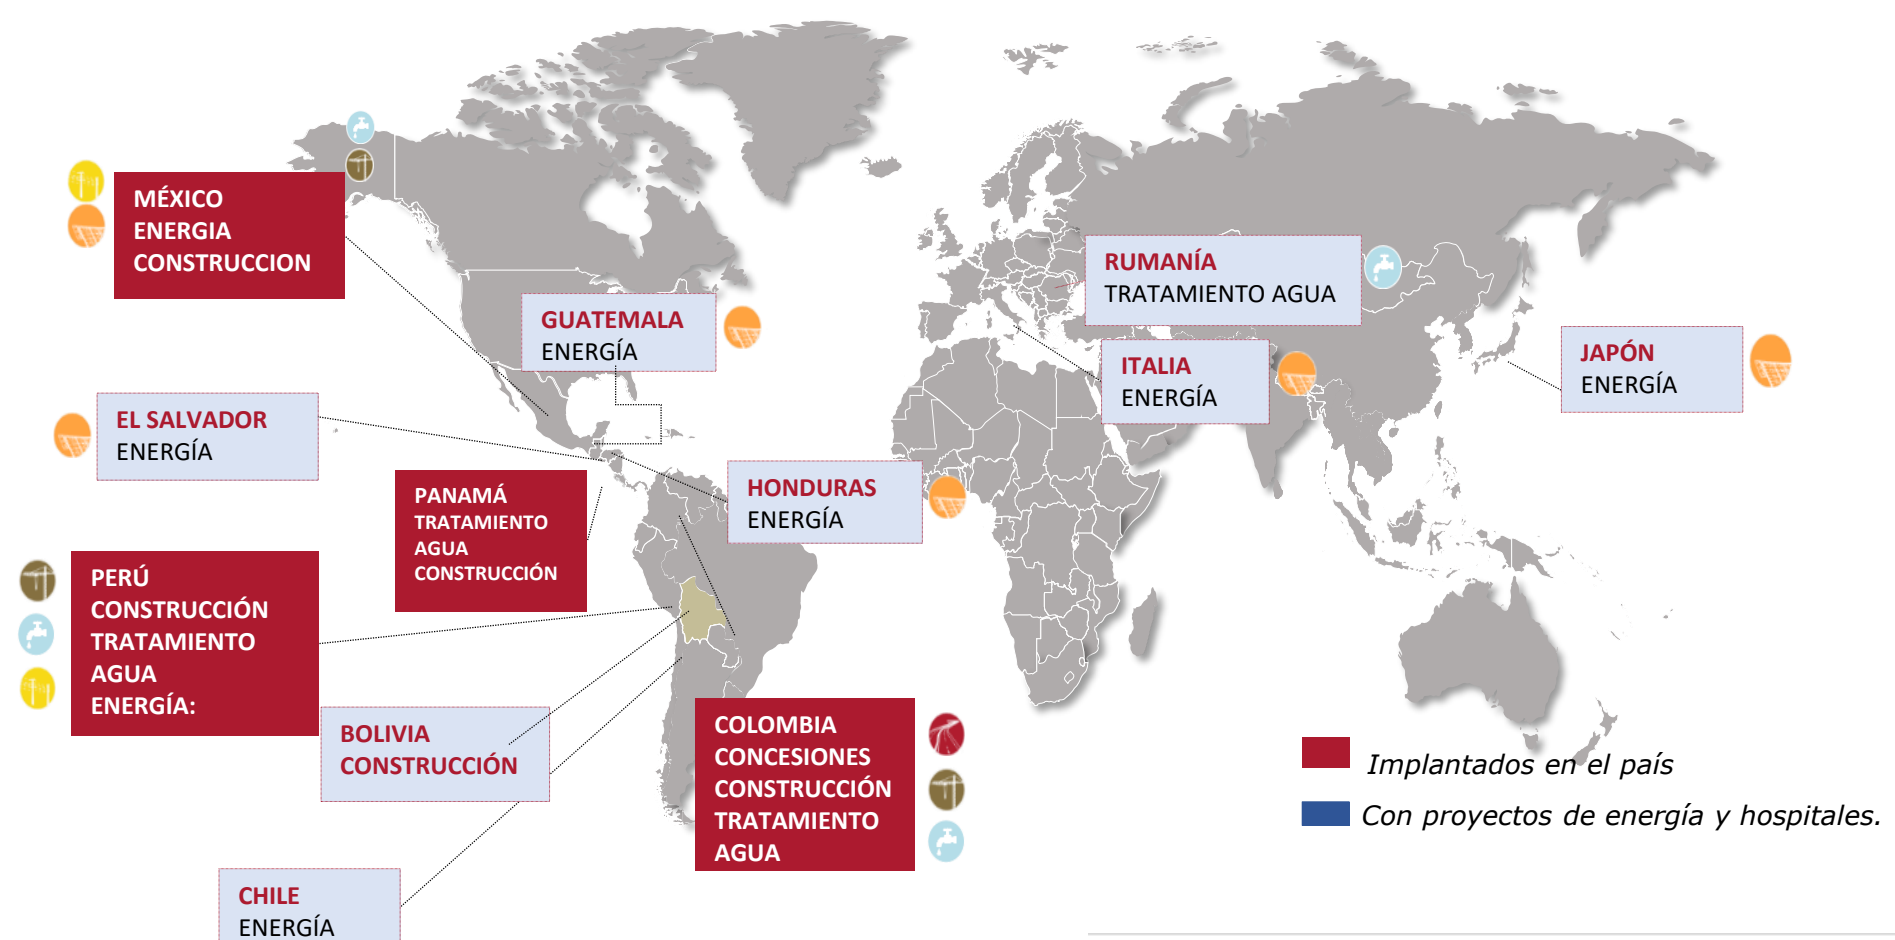 MÉXICO
ENERGIA
CONSTRUCCION
GUATEMALA
ENERGÍA
RUMANÍA
TRATAMIENTO AGUA
ITALIA
ENERGÍA
JAPÓN
ENERGÍA
EL SALVADOR
ENERGÍA
PANAMÁ
TRATAMIENTO
AGUA
CONSTRUCCIÓN
HONDURAS
ENERGÍA
PERÚ
CONSTRUCCIÓN
TRATAMIENTO
AGUA
ENERGÍA:
BOLIVIA
CONSTRUCCIÓN
COLOMBIA
CONCESIONES
CONSTRUCCIÓN
TRATAMIENTO
AGUA
Implantados en el país
Con proyectos de energía y hospitales.
CHILE
ENERGÍA